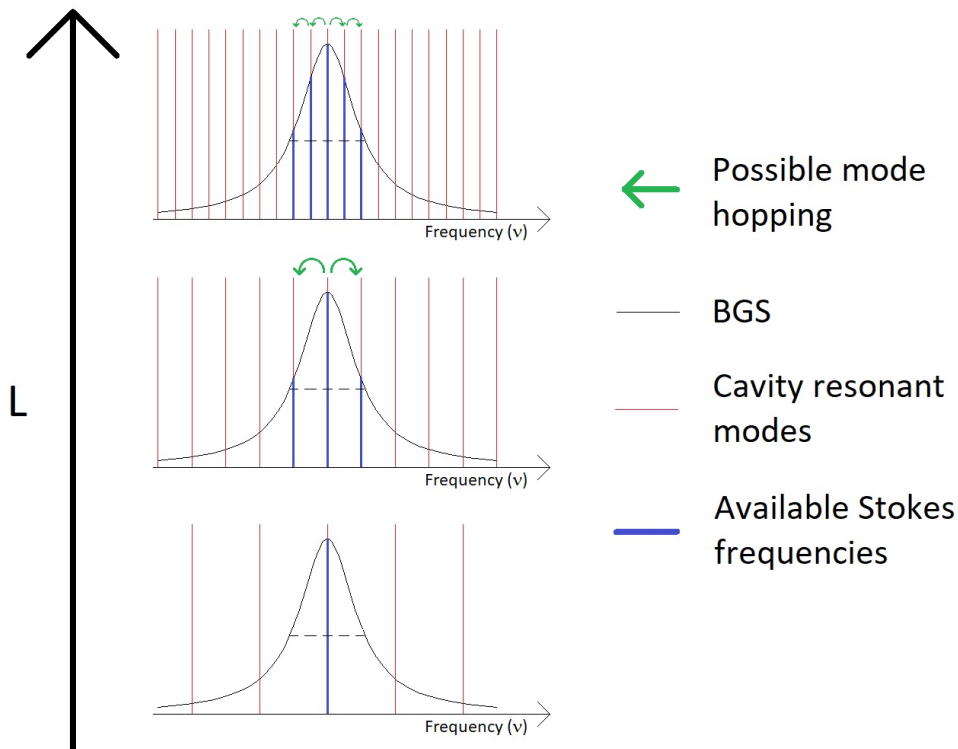 L
Frequency (ν)
Frequency (ν)
Frequency (ν)
Possible mode
hopping
BGS
Cavity resonant
modes
Available Stokes
frequencies